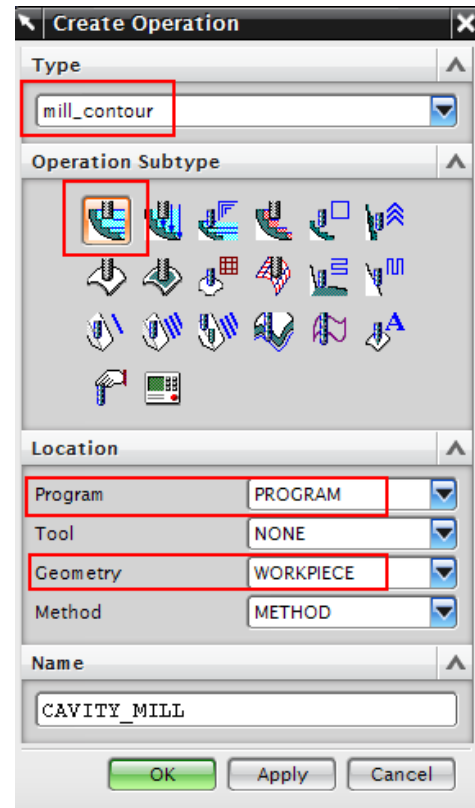 Create Operation
Type
mill_contour
Operation Subtype
A
Location
Program PROGRAM
Tool NONE
Geometry WORKPIECE
Method METHOD
Name
CAVITY_MILL
OK Apply Cancel